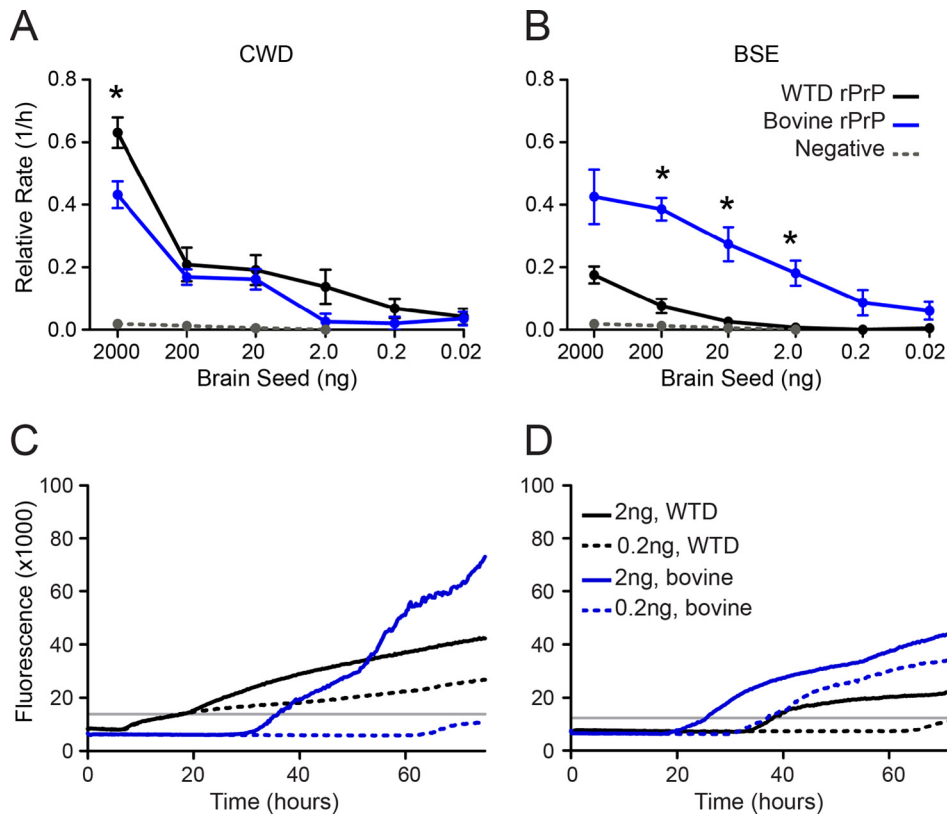 A
CWD
Relative Rate (1/h)
0.8
0.6
0.4
0.2
0.0
*
2000
200
20
2.0
0.2
0.02
Brain Seed (ng)
B
BSE
0.8
0.6
0.4
0.2
0.0
WTD rPrP
Bovine rPrP
Negative
*
*
*
2000
200
20
2.0
0.2
0.02
Brain Seed (ng)
C
Fluorescence (x1000)
100
80
60
40
20
0
0
20
40
60
Time (hours)
D
100
80
60
40
20
0
2ng, WTD
0.2ng, WTD
2ng, bovine
0.2ng, bovine
0
20
40
60
Time (hours)